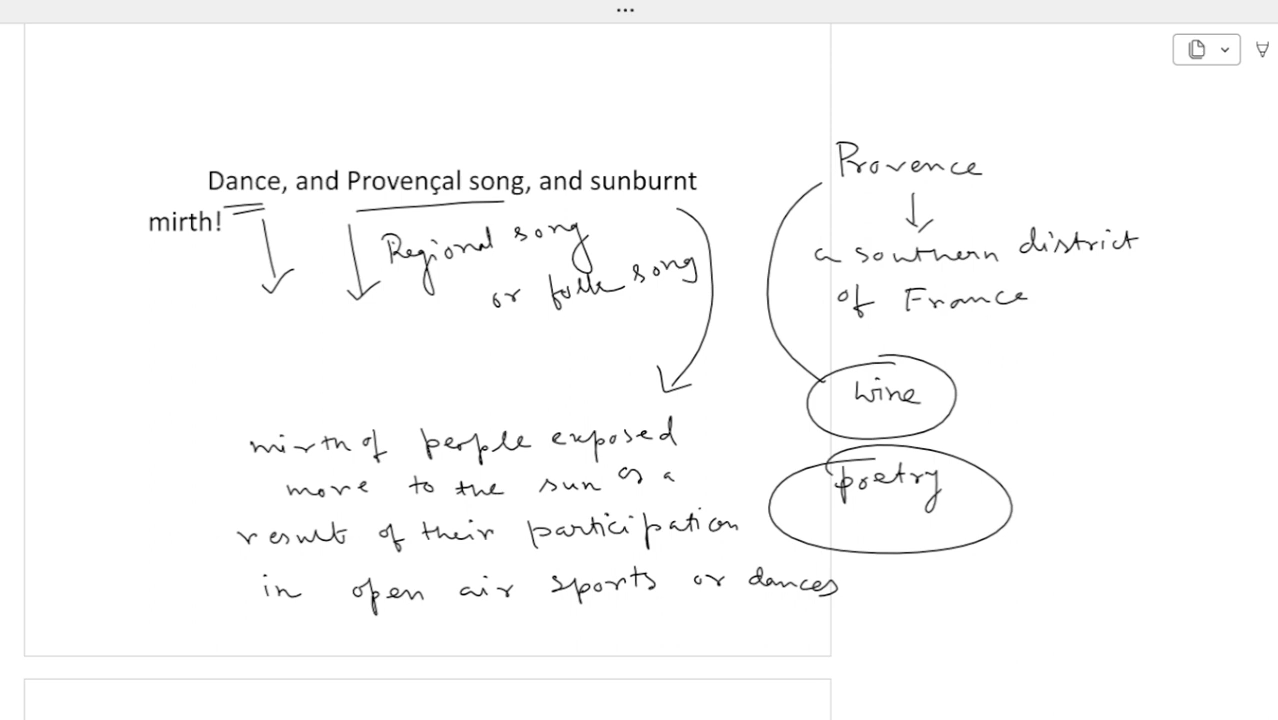 Dance, and Provençal song, and sunburnt
mirth!
Regional song
or folk song
mirth of people exposed
more to the sun as a
result of their participation
in open air sports or dances
Provence
a southern district
of France
wine
poetry